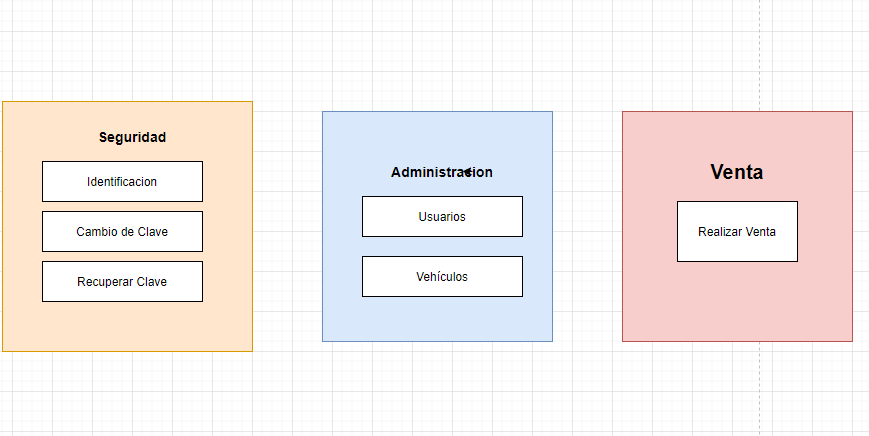 Seguridad
Identificacion
Cambio de Clave
Recuperar Clave
Administracion
Usuarios
Vehículos
Venta
Realizar Venta